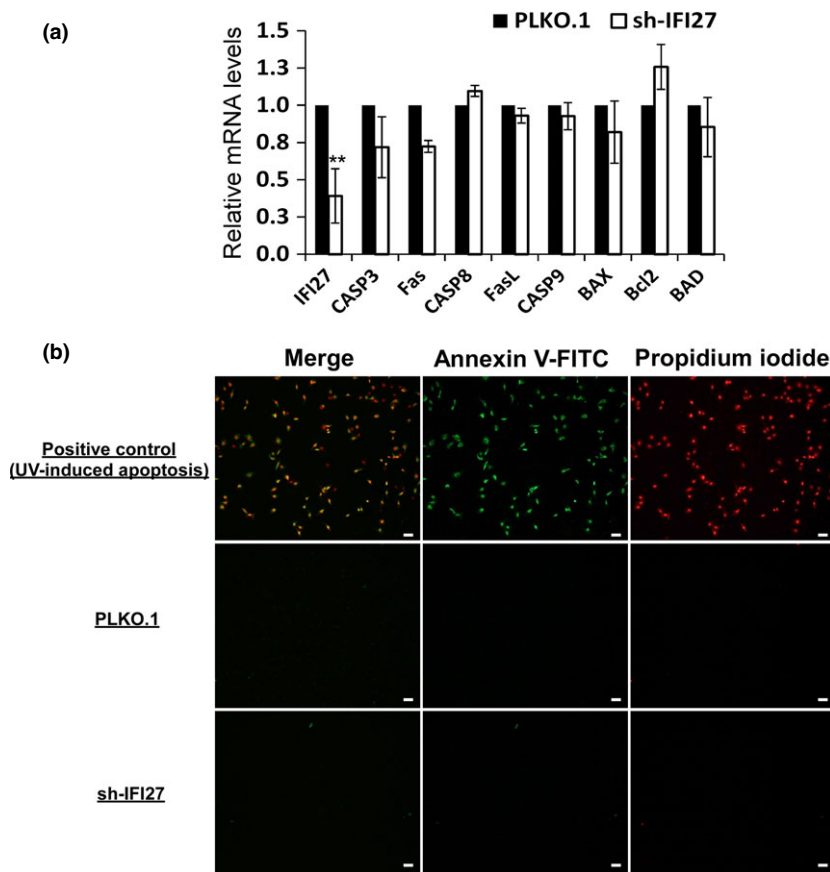 (a)
PLKO.1 sh-IFI27
Relative mRNA levels
1.5
1.3
1.0
0.8
0.5
0.3
0.0
IFI27 CASP3 Fas CASP8 FasL CASP9 BAX Bcl2 BAD
**
(b)
Merge Annexin V-FITC Propidium iodide
Positive control
(UV-induced apoptosis)
PLKO.1
sh-IFI27